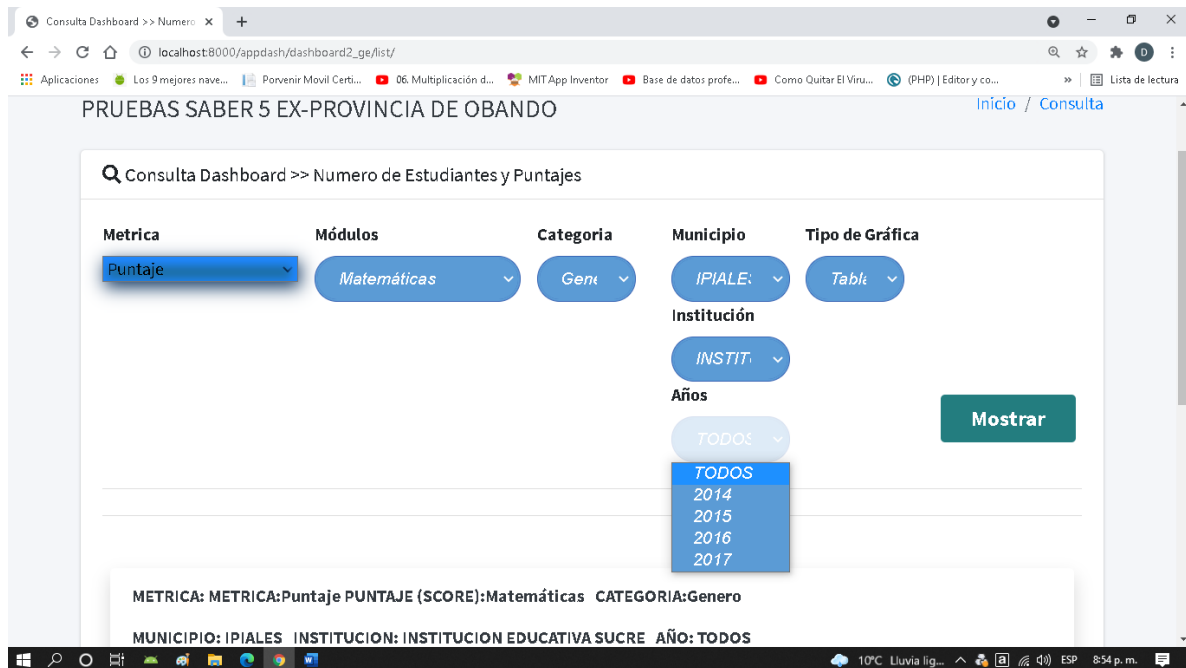 Consulta Dashboard >> Numero
localhost:8000/appdash/dashboard2_ge/list/
D
Aplicaciones Los 9 mejores nave... Porvenir Movil Certi... 06. Multiplicación d... MIT App Inventor Base de datos profe... Como Quitar El Viru... (PHP) | Editor y co... » Lista de lectura
PRUEBAS SABER 5 EX-PROVINCIA DE OBANDO
Inicio / Consulta
Consulta Dashboard >> Numero de Estudiantes y Puntajes
Metrica Módulos Categoria Municipio Tipo de Gráfica
Puntaje Matemáticas Gene IPIALES Tabla
Institución
INSTIT
Años
Mostrar
TODOS
TODOS
2014
2015
2016
2017
METRICA: METRICA:Puntaje PUNTAJE (SCORE):Matemáticas CATEGORIA:Genero
MUNICIPIO: IPIALES INSTITUCION: INSTITUCION EDUCATIVA SUCRE AÑO: TODOS
10°C Lluvia lig... ESP 8:54 p. m.